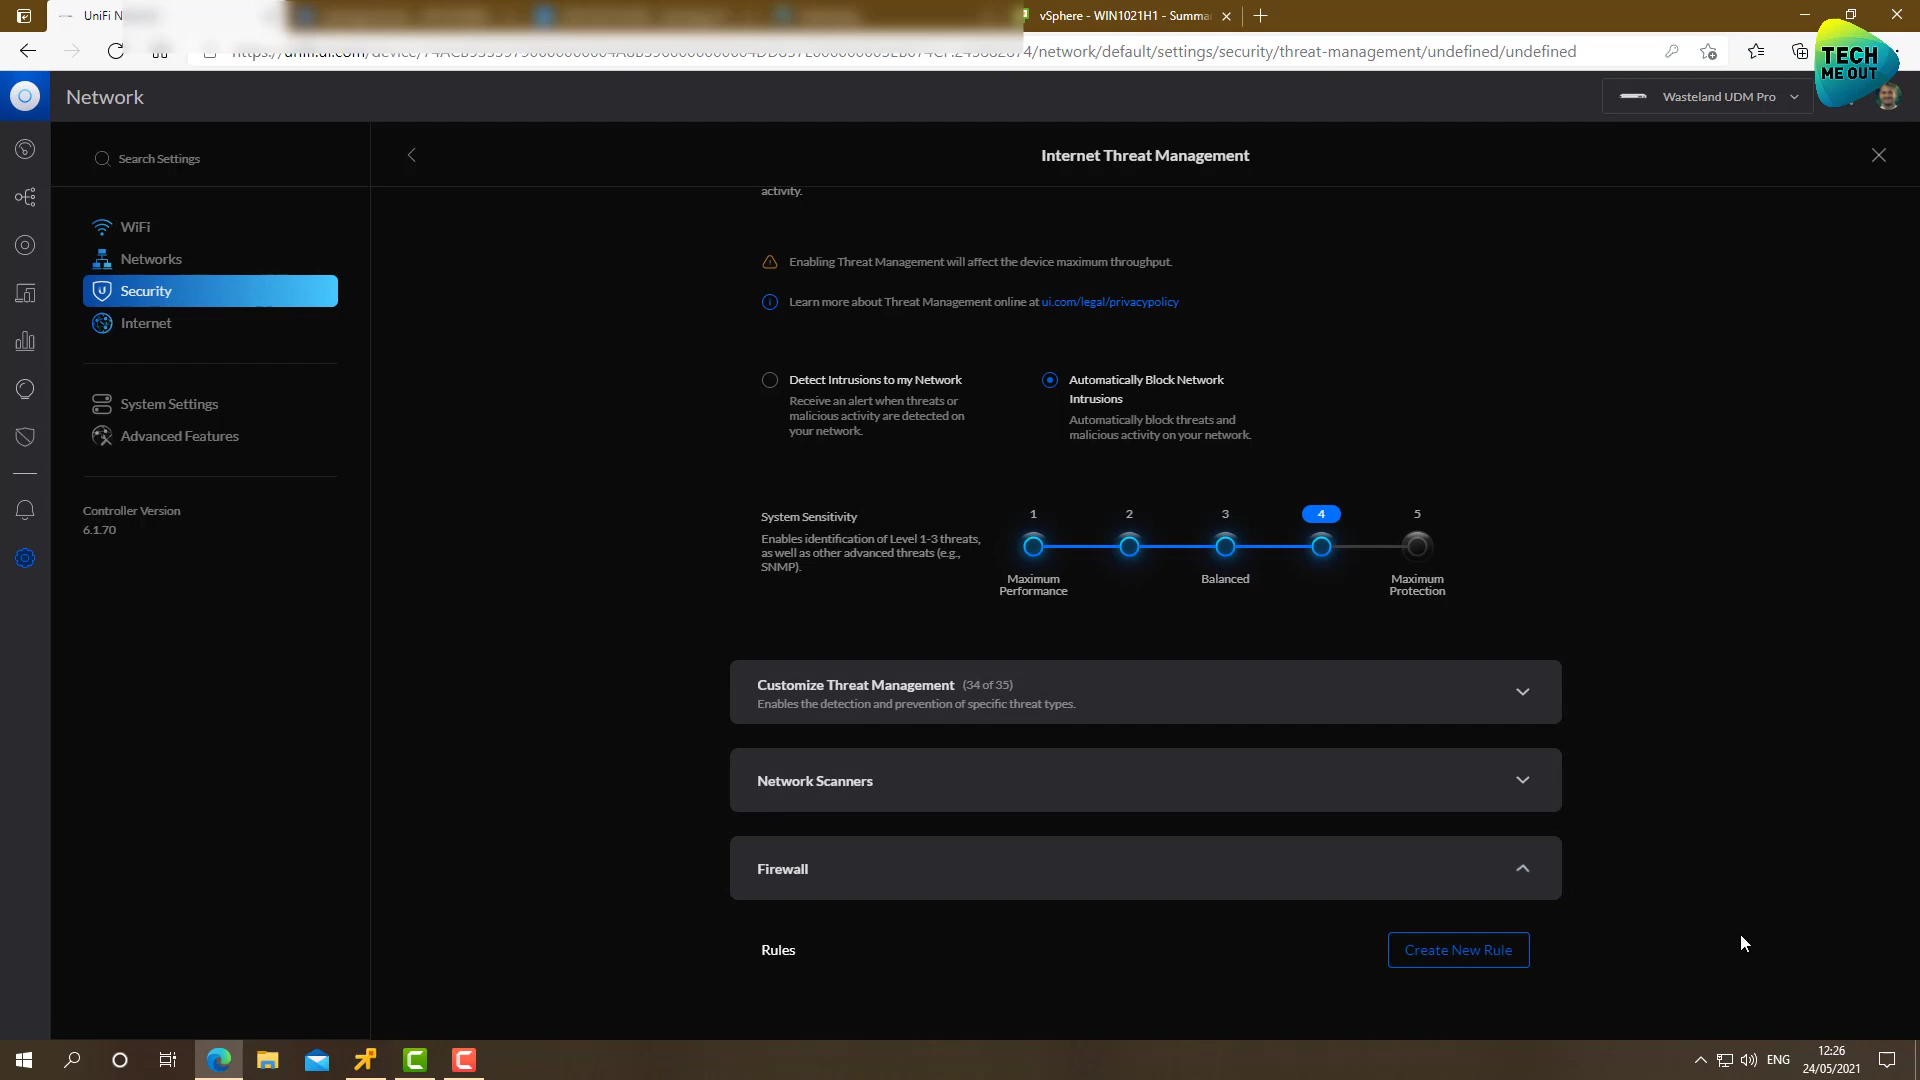 UniFi N
vSphere - WIN1021H1 - Summa
/network/default/settings/security/threat-management/undefined/undefined
TECH
ME OUT
Network
Wasteland UDM Pro
Search Settings
Internet Threat Management
activity.
WiFi
Networks
Security
Internet
System Settings
Advanced Features
Controller Version
6.1.70
Enabling Threat Management will affect the device maximum throughput.
Learn more about Threat Management online at ui.com/legal/privacypolicy
Detect Intrusions to my Network
Receive an alert when threats or
malicious activity are detected on
your network.
Automatically Block Network
Intrusions
Automatically block threats and
malicious activity on your network.
System Sensitivity
Enables identification of Level 1-3 threats,
as well as other advanced threats (e.g.,
SNMP).
1 2 3 4 5
Maximum
Performance
Balanced
Maximum
Protection
Customize Threat Management (34 of 35)
Enables the detection and prevention of specific threat types.
Network Scanners
Firewall
Rules
Create New Rule
ENG
12:26
24/05/2021